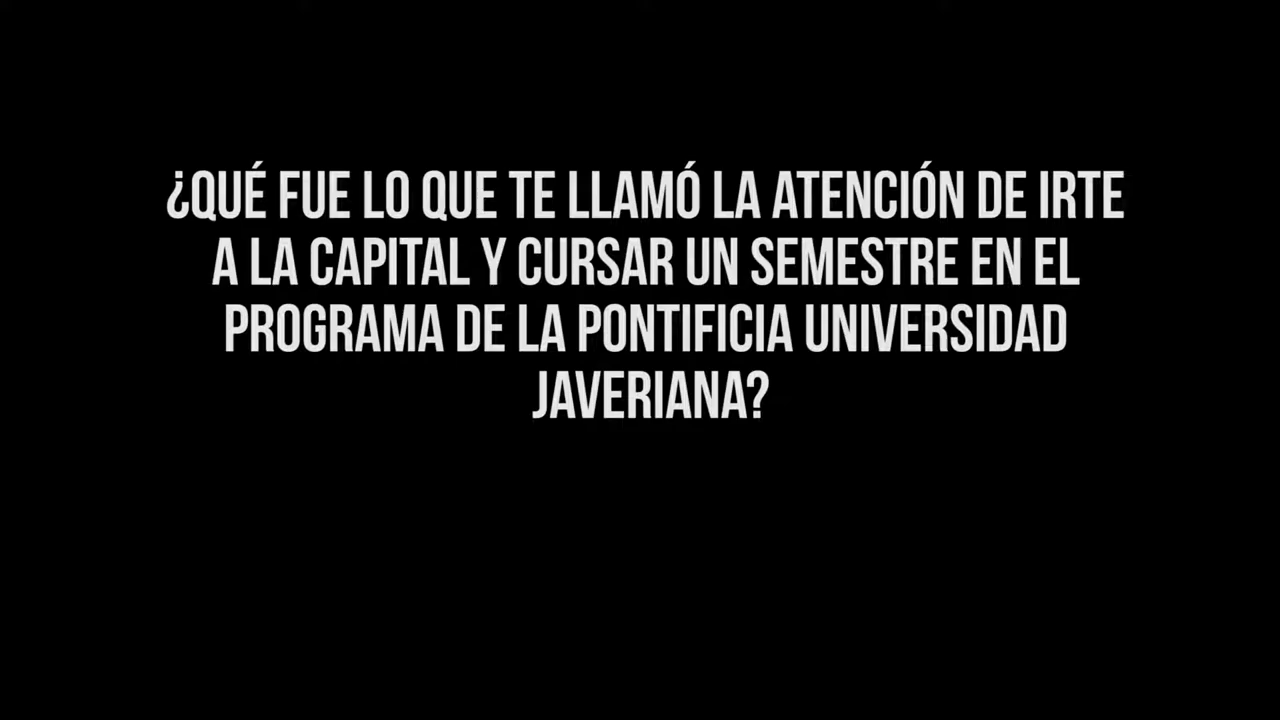 ¿QUÉ FUE LO QUE TE LLAMÓ LA ATENCIÓN DE IRTE
A LA CAPITAL Y CURSAR UN SEMESTRE EN EL
PROGRAMA DE LA PONTIFICIA UNIVERSIDAD
JAVERIANA?